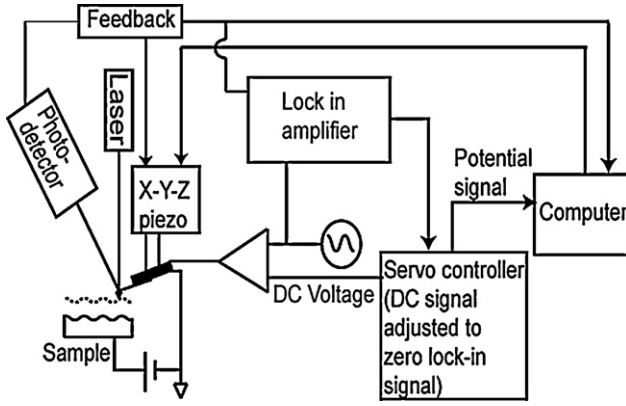 Feedback
Laser
Photo-
detector
X-Y-Z
piezo
Lock in
amplifier
Potential
signal
Computer
DC Voltage
Servo controller
(DC signal
adjusted to
zero lock-in
signal)
Sample